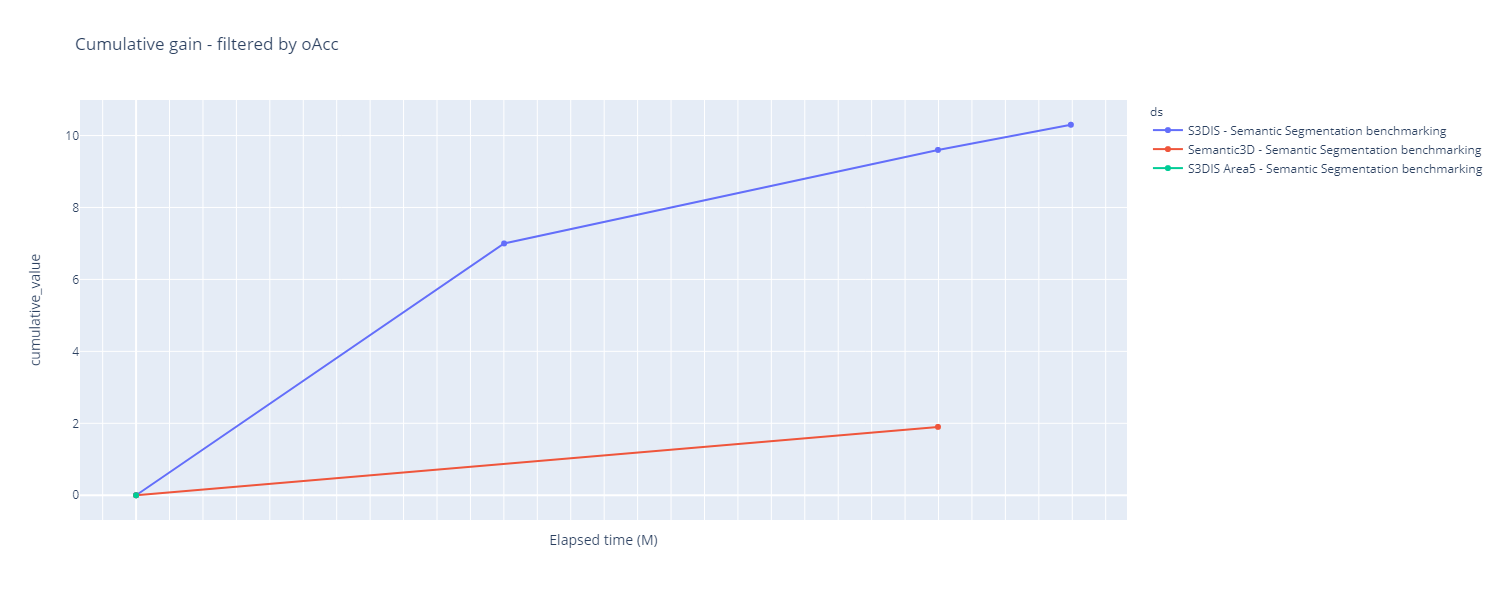 Cumulative gain - filtered by oAcc
ds
S3DIS - Semantic Segmentation benchmarking
Semantic3D - Semantic Segmentation benchmarking
S3DIS Area5 - Semantic Segmentation benchmarking
10
8
6
4
2
0
cumulative_value
Elapsed time (M)